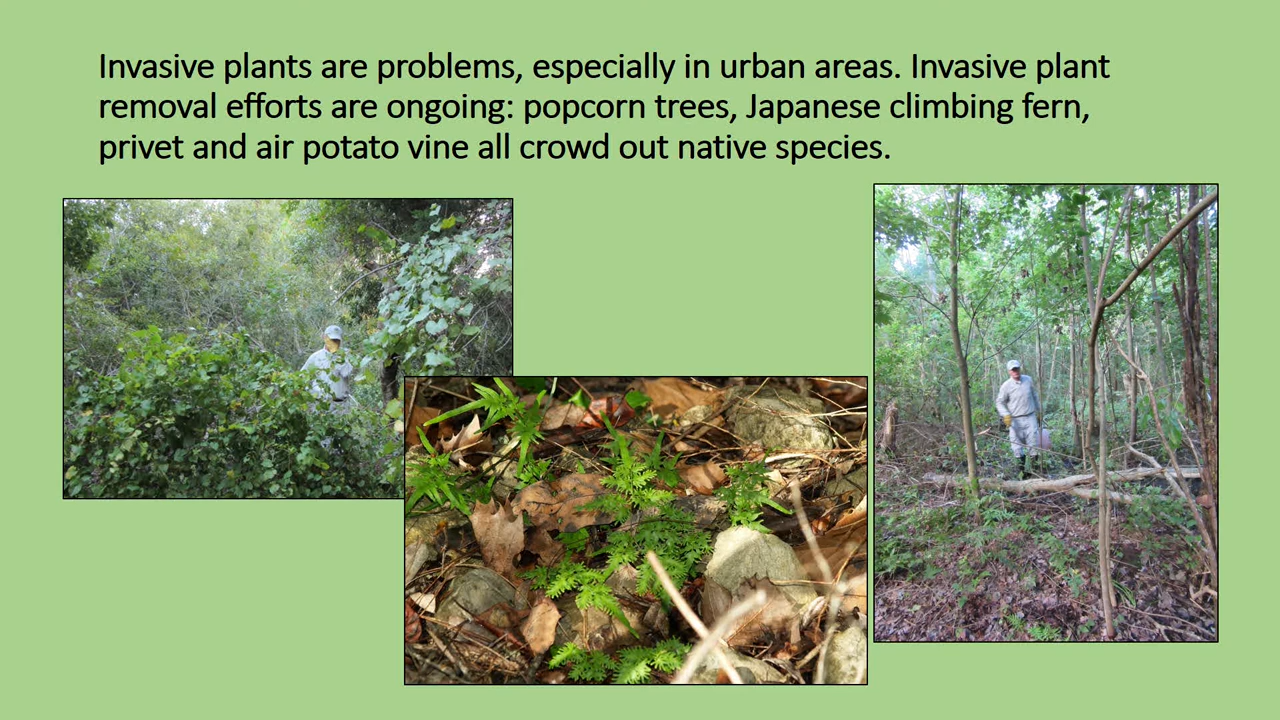 Invasive plants are problems, especially in urban areas. Invasive plant
removal efforts are ongoing: popcorn trees, Japanese climbing fern,
privet and air potato vine all crowd out native species.